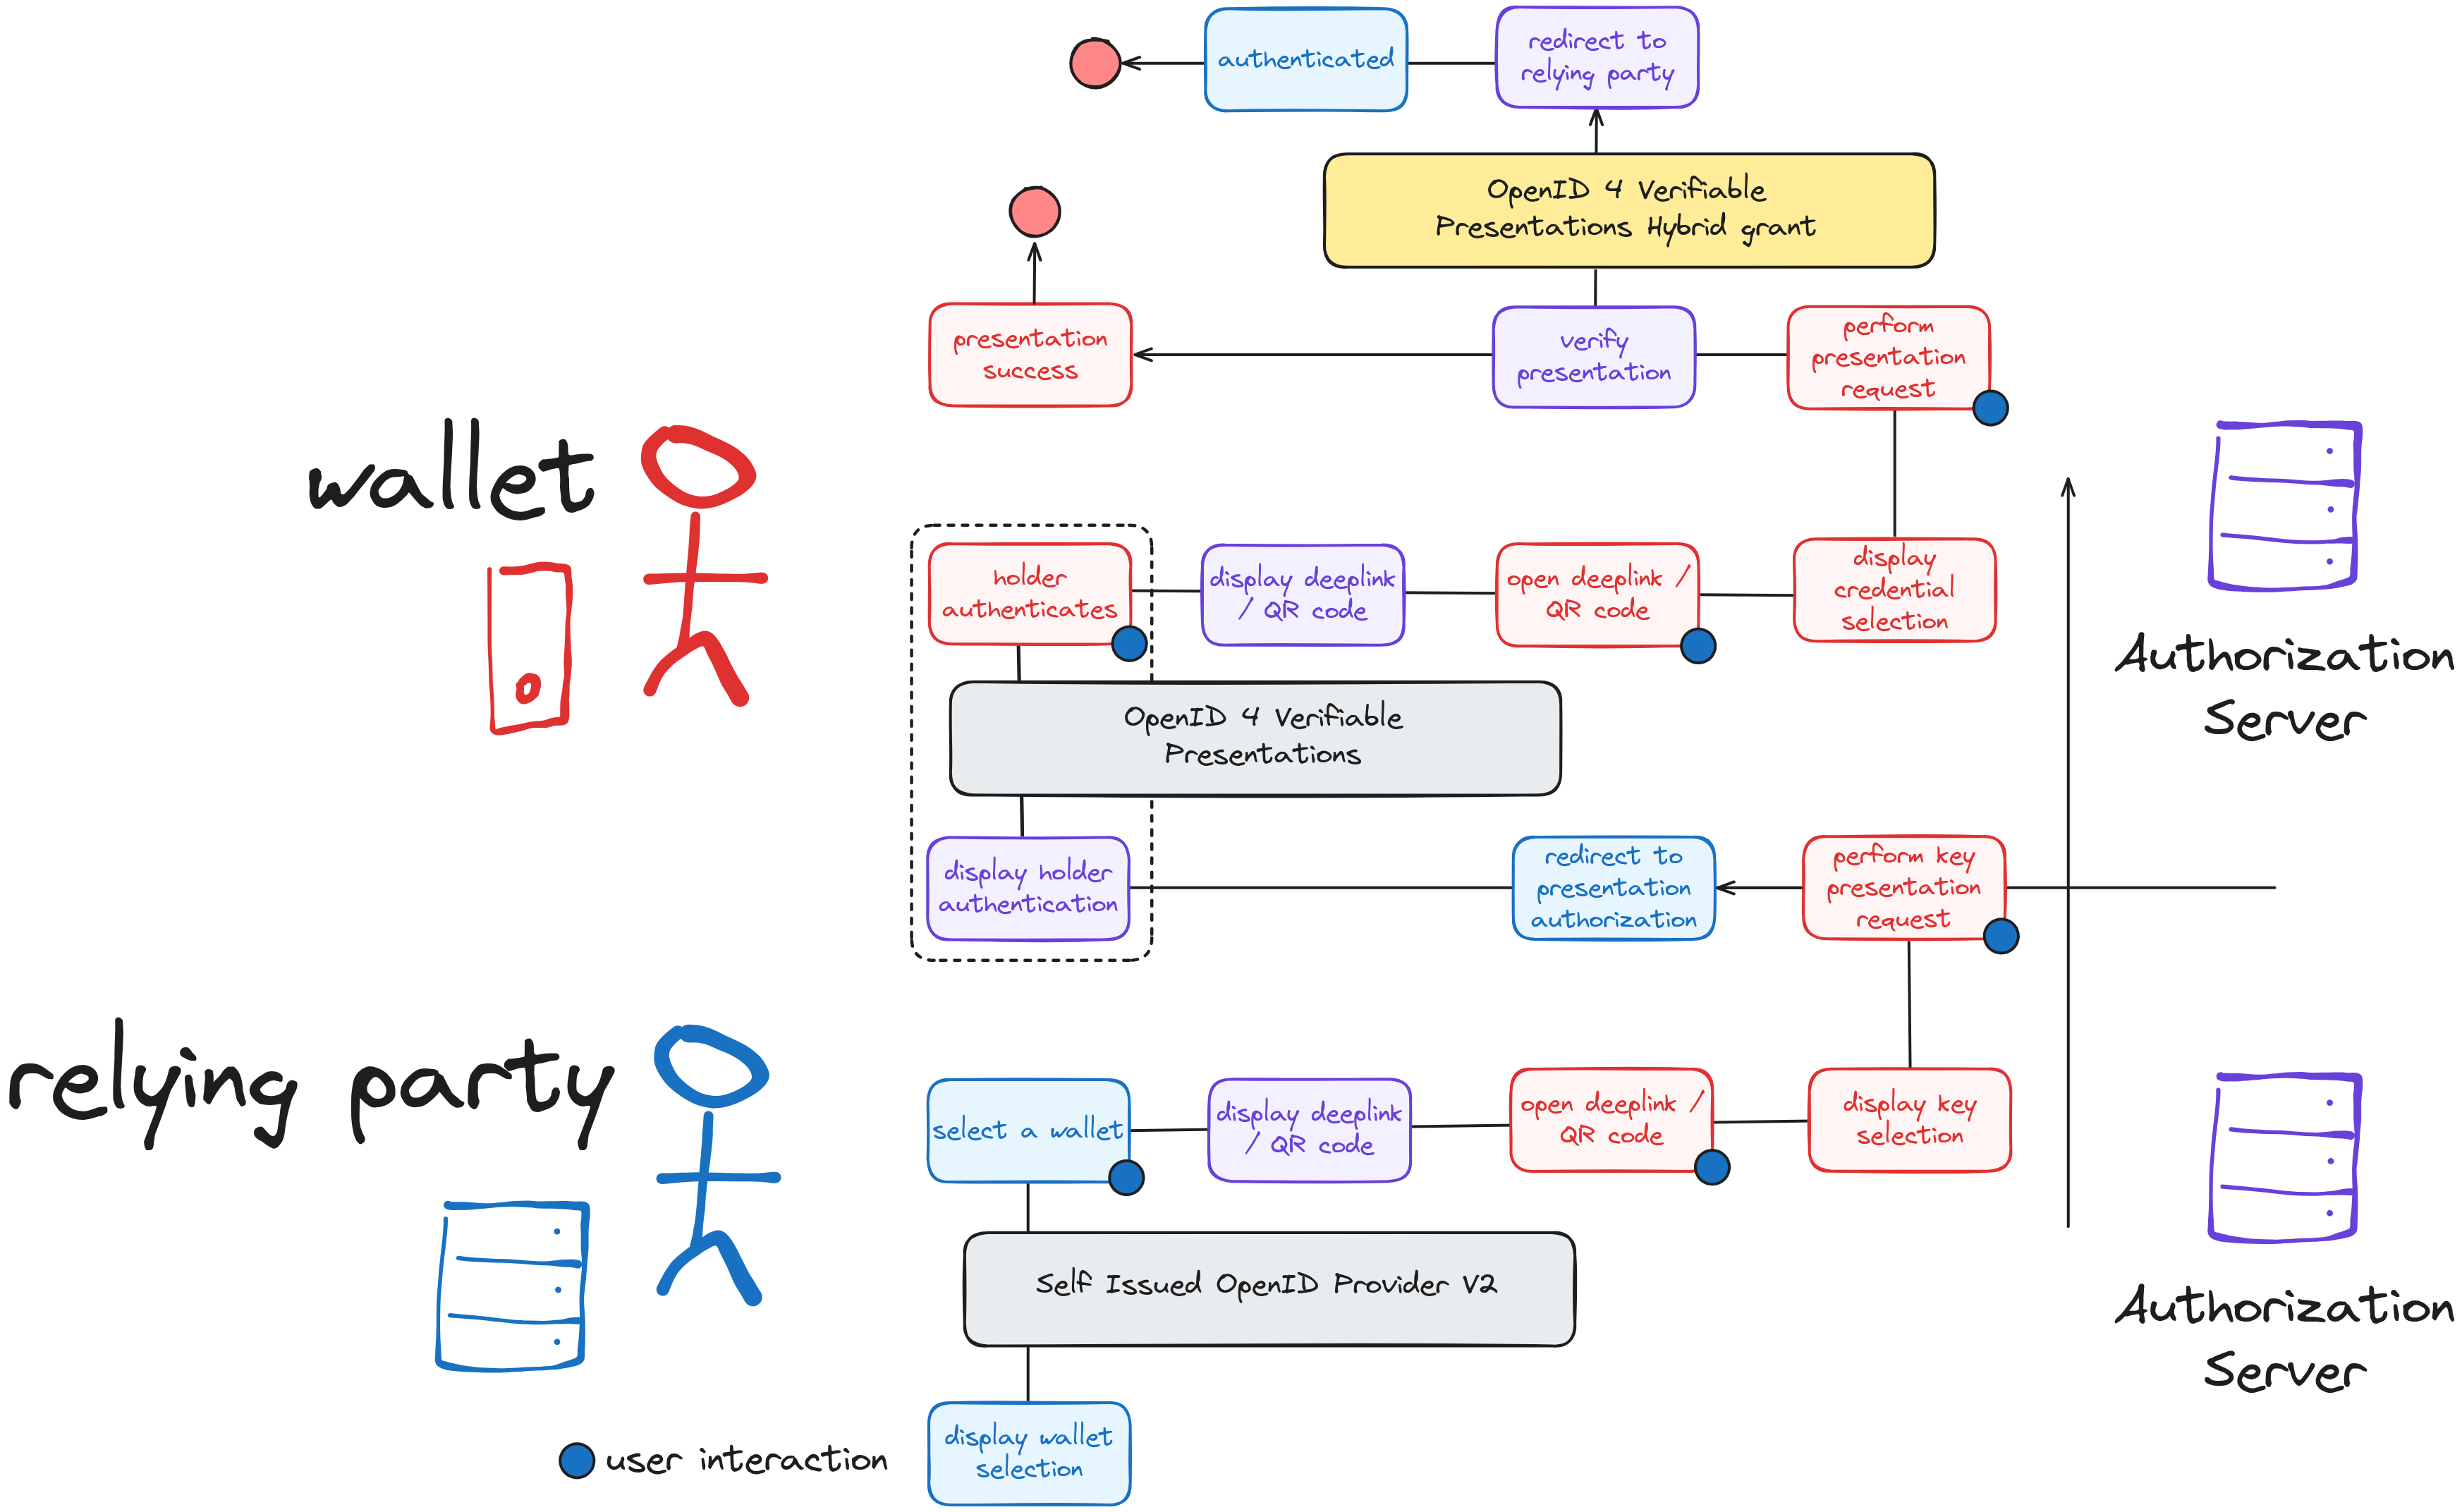 authenticated
redirect to
relying party
OpenID 4 Verifiable
Presentations Hybrid grant
presentation
success
verify
presentation
perform
presentation
request
wallet
holder
authenticates
display deeplink
/ QR code
open deeplink /
QR code
display
credential
selection
Authorization
Server
OpenID 4 Verifiable
Presentations
display holder
authentication
redirect to
presentation
authorization
perform key
presentation
request
relying party
select a wallet
display deeplink
/ QR code
open deeplink /
QR code
display key
selection
Self Issued OpenID Provider V2
Authorization
Server
display wallet
selection
user interaction